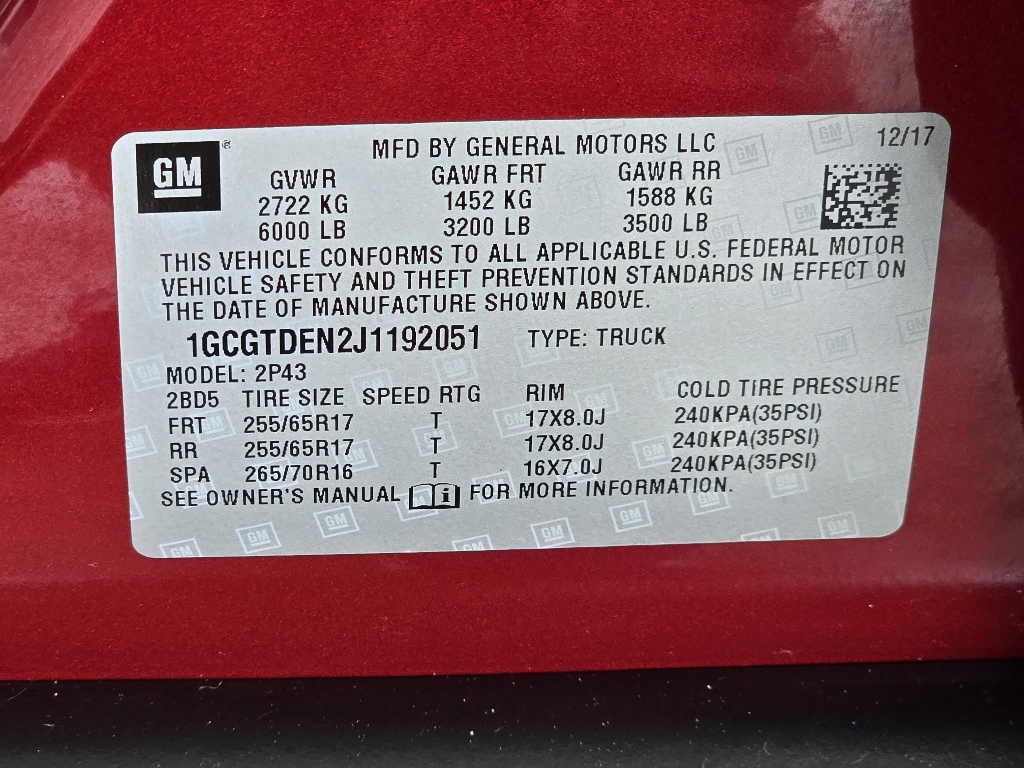 GM ® MFD BY GENERAL MOTORS LLC 12/17
GVWR GAWR FRT GAWR RR
2722 KG 1452 KG 1588 KG
6000 LB 3200 LB 3500 LB
THIS VEHICLE CONFORMS TO ALL APPLICABLE U.S. FEDERAL MOTOR
VEHICLE SAFETY AND THEFT PREVENTION STANDARDS IN EFFECT ON
THE DATE OF MANUFACTURE SHOWN ABOVE.
1GCGTDEN2J1192051 TYPE: TRUCK
MODEL: 2P43
2BD5 TIRE SIZE SPEED RTG RIM COLD TIRE PRESSURE
FRT 255/65R17 T 17X8.0J 240KPA(35PSI)
RR 255/65R17 T 17X8.0J 240KPA(35PSI)
SPA 265/70R16 T 16X7.0J 240KPA(35PSI)
SEE OWNER'S MANUAL i FOR MORE INFORMATION.